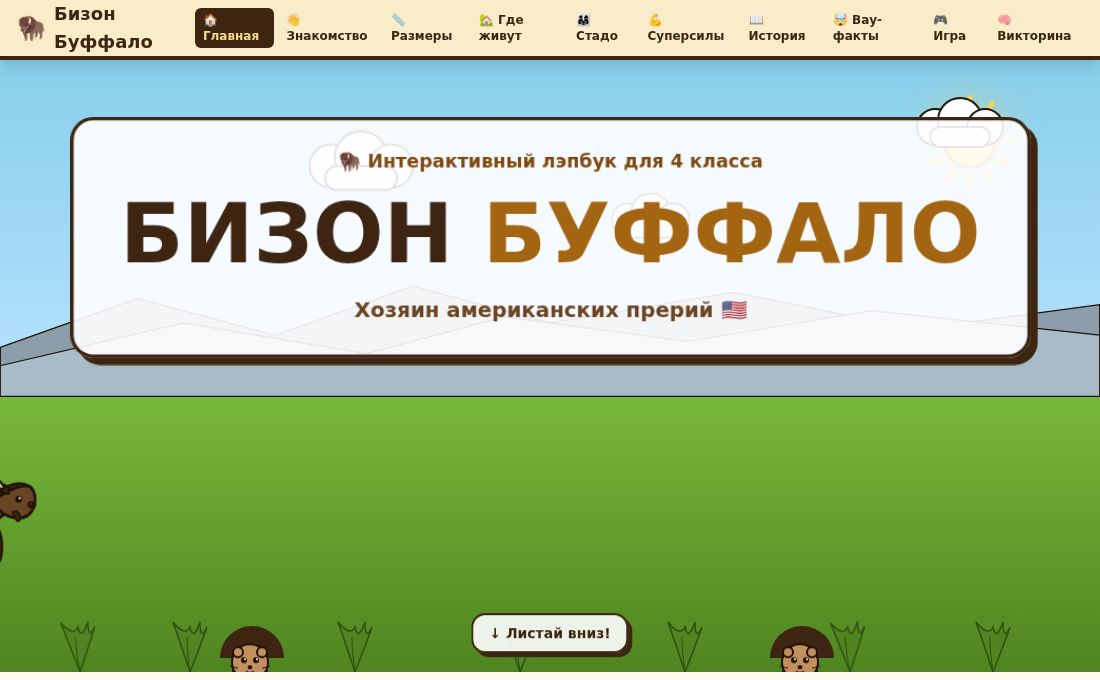 🦬 Бизон Буффало
🏠 Главная
👋 Знакомство
📏 Размеры
🏡 Где живут
👨‍👩‍👧‍👦 Стадо
💪 Суперсилы
📖 История
🤯 Вау-факты
🎮 Игра
🧠 Викторина
🦬 Интерактивный лэпбук для 4 класса
БИЗОН БУФФАЛО
Хозяин американских прерий 🇺🇸
↓ Листай вниз!